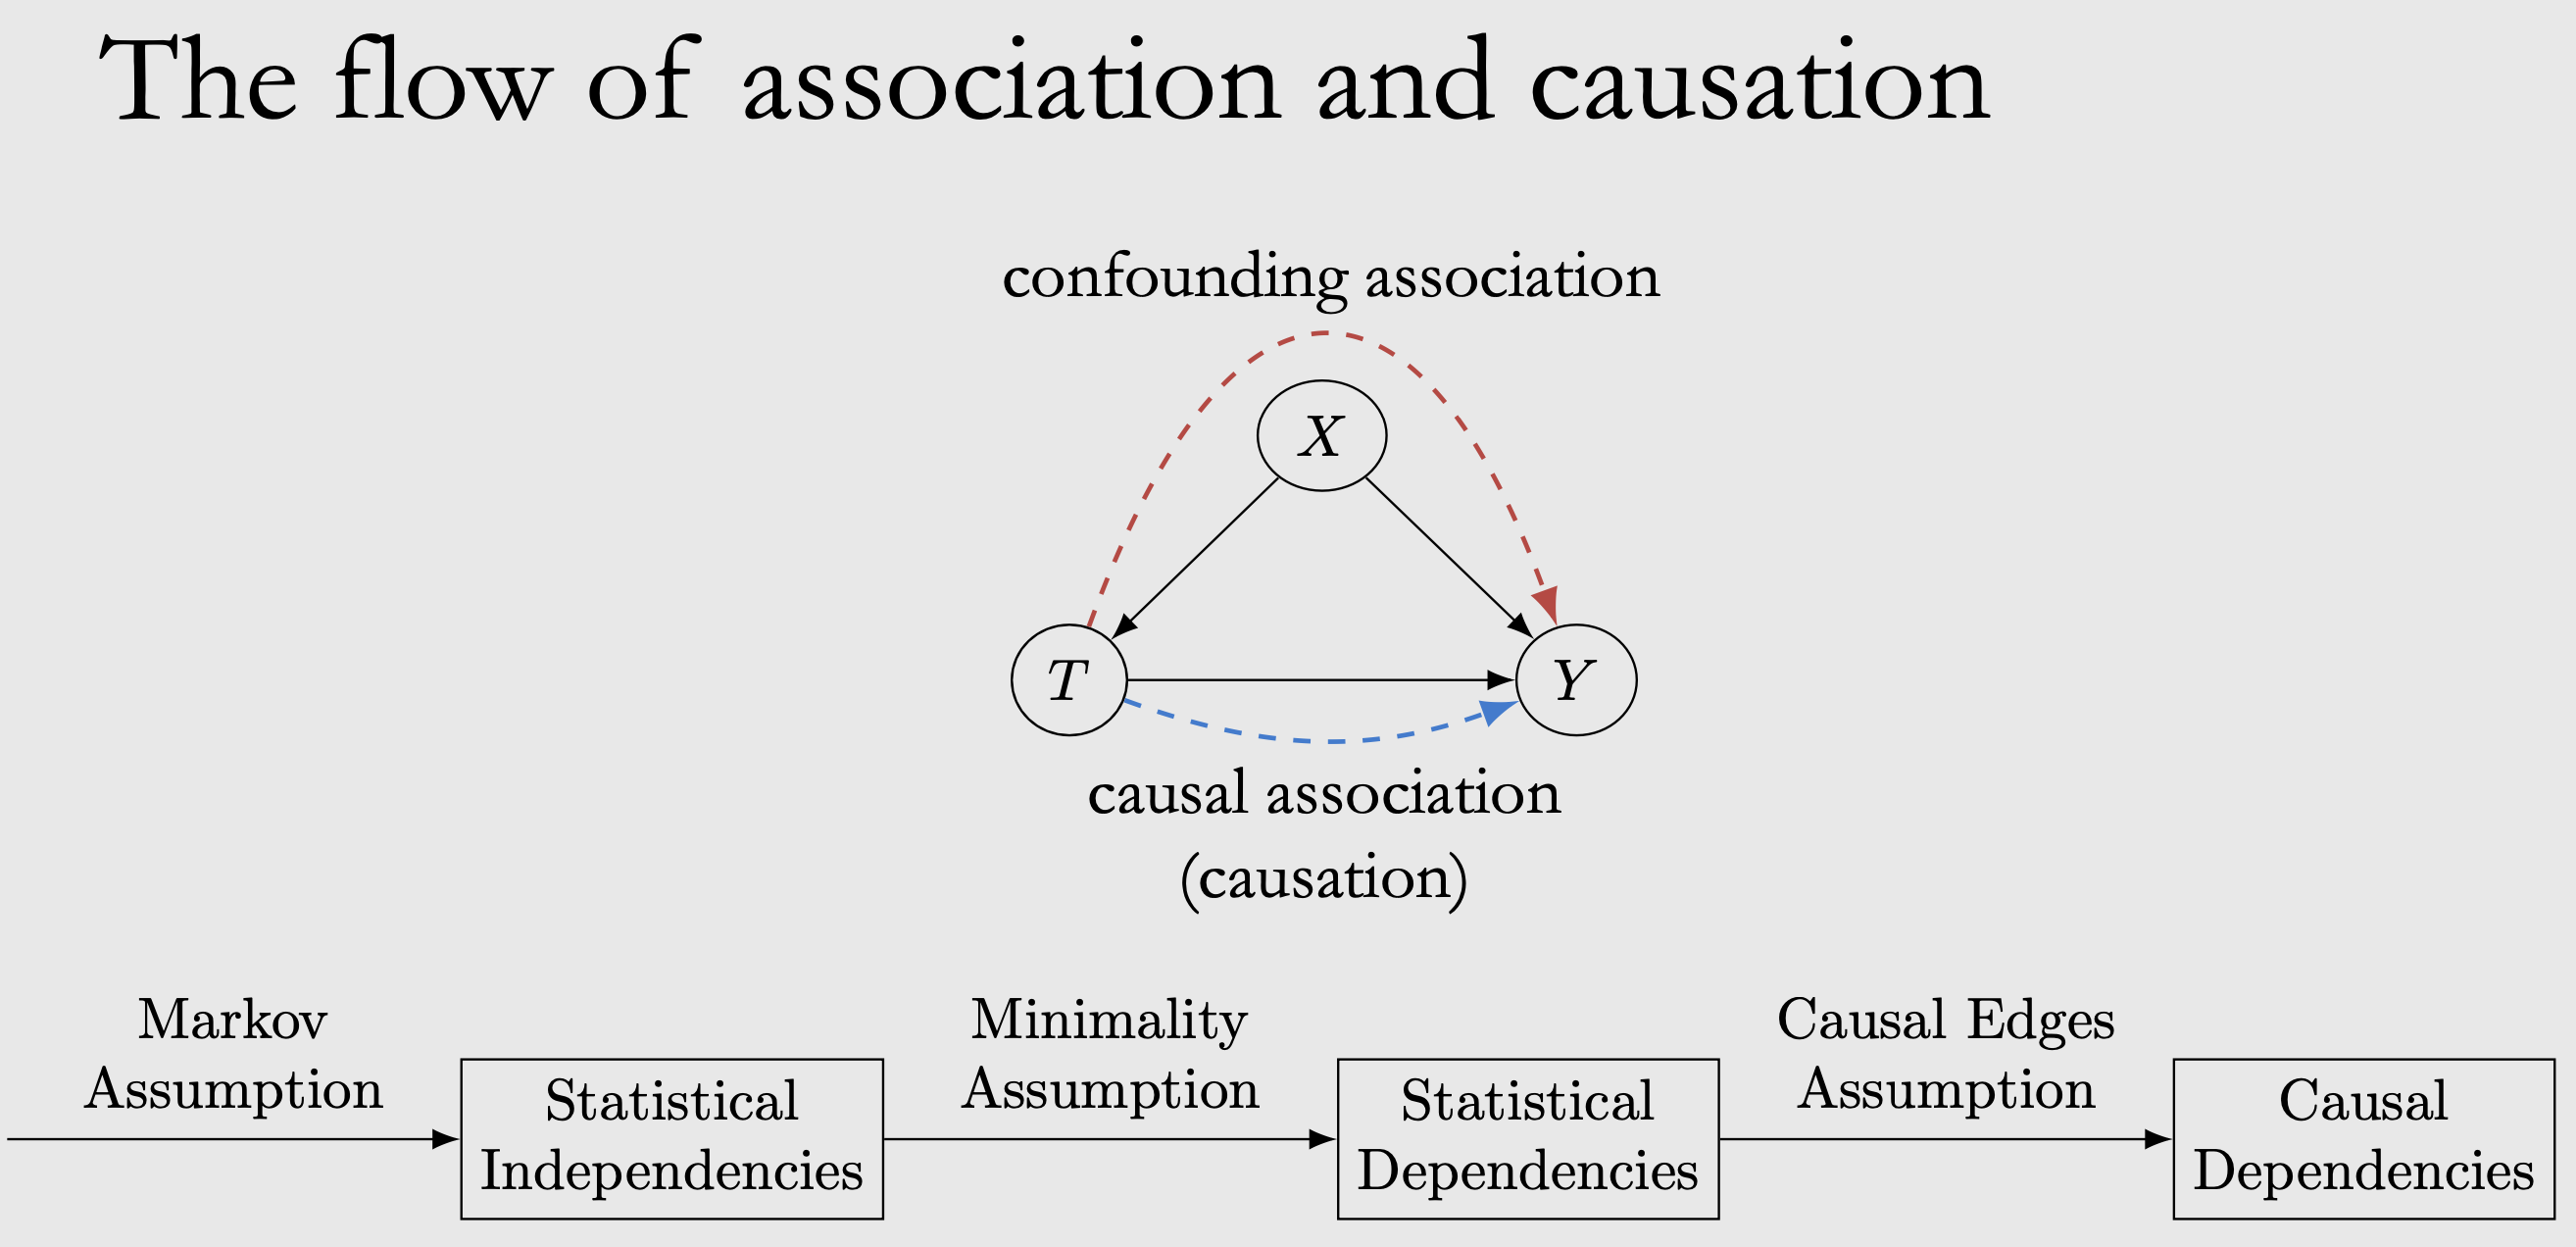 The flow of association and causation
confounding association
X
T
Y
causal association
(causation)
Markov
Assumption
Statistical
Independencies
Minimality
Assumption
Statistical
Dependencies
Causal Edges
Assumption
Causal
Dependencies